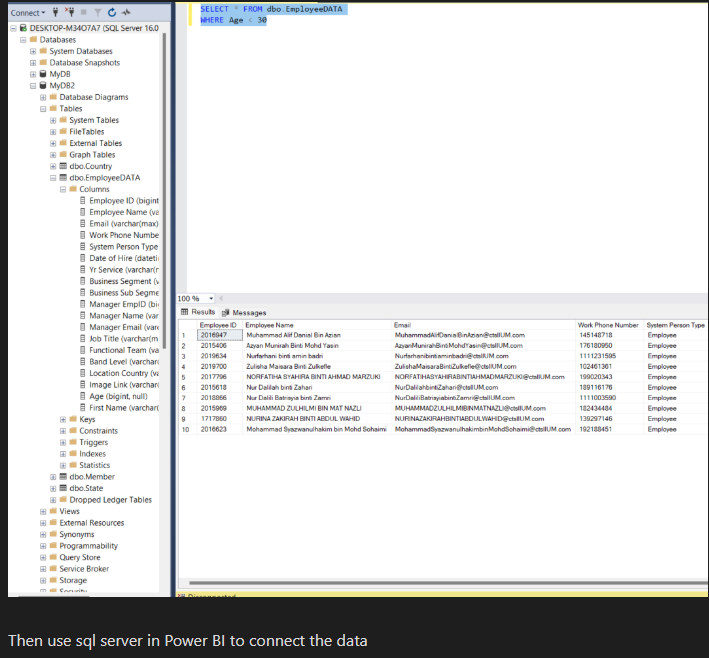 Connect
DESKTOP-M34O7A7 (SQL Server 16.0
Databases
System Databases
Database Snapshots
MyDB
MyDB2
Database Diagrams
Tables
System Tables
FileTables
External Tables
Graph Tables
dbo.Country
dbo.EmployeeDATA
Columns
Employee ID (bigint
Employee Name (va
Email (varchar(max)
Work Phone Numbe
System Person Type
Date of Hire (dateti
Yr Service (varchar(r
Business Segment (v
Business Sub Segme
Manager EmpID (bi
Manager Name (var
Manager Email (var
Job Title (varchar(m
Functional Team (va
Band Level (varchar(
Location Country (va
Image Link (varchar(
Age (bigint, null)
First Name (varchar(
Keys
Constraints
Triggers
Indexes
Statistics
dbo.Member
dbo.State
Dropped Ledger Tables
Views
External Resources
Synonyms
Programmability
Query Store
Service Broker
Storage
Security
SELECT * FROM dbo.EmployeeDATA
WHERE Age < 30
100 %
Results Messages
Employee ID Employee Name Email Work Phone Number System Person Type
1 2016947 Muhammad Alif Danial Bin Azian MuhammadAlifDanialBinAzian@ctsIIUM.com 145148718 Employee
2 2015406 Azyan Munirah Binti Mohd Yasin AzyanMunirahBintiMohdYasin@ctsIIUM.com 176180950 Employee
3 2019634 Nurfarhani binti amin badri Nurfarhanibintiaminbadri@ctsIIUM.com 1111231595 Employee
4 2019700 Zulisha Maisara Binti Zulkefle ZulishaMaisaraBintiZulkefle@ctsIIUM.com 102461361 Employee
5 2017796 NORFATIHA SYAHIRA BINTI AHMAD MARZUKI NORFATIHASYAHIRABINTIAHMADMARZUKI@ctsIIUM.com 199020343 Employee
6 2015618 Nur Dalilah binti Zahari NurDalilahbintiZahari@ctsIIUM.com 189116176 Employee
7 2018866 Nur Dalili Batrisyia binti Zamri NurDaliliBatrisyiabintiZamri@ctsIIUM.com 1111003590 Employee
8 2015969 MUHAMMAD ZULHILMI BIN MAT NAZLI MUHAMMADZULHILMIBINMATNAZLI@ctsIIUM.com 182434484 Employee
9 1717860 NURINA ZAKIRAH BINTI ABDUL WAHID NURINAZAKIRAHBINTIABDULWAHID@ctsIIUM.com 139297146 Employee
10 2016623 Mohammad Syazwanulhakim bin Mohd Sohaimi MohammadSyazwanulhakimbinMohdSohaimi@ctsIIUM.com 192188451 Employee
Disconnected
Then use sql server in Power BI to connect the data